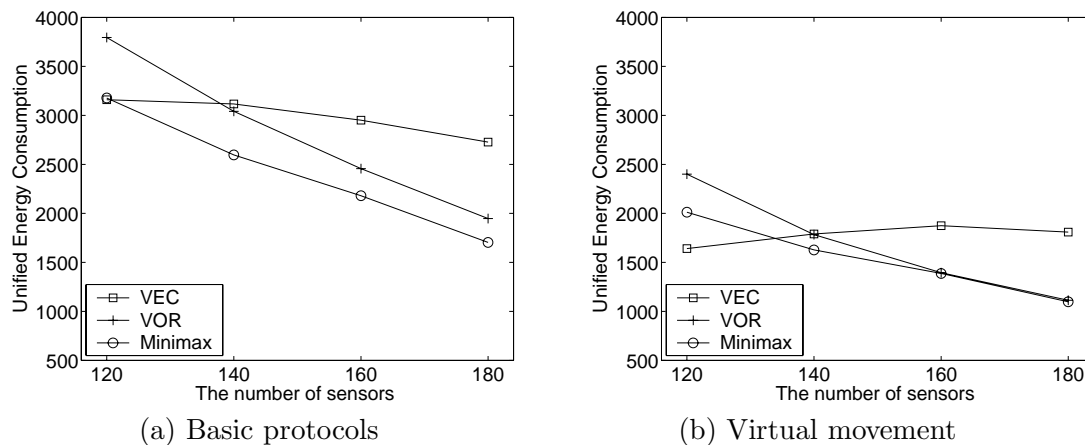 4000
3500
3000
2500
2000
1500
1000
500
Unified Energy Consumption
VEC
VOR
Minimax
120
140
160
180
The number of sensors
(a) Basic protocols
4000
3500
3000
2500
2000
1500
1000
500
Unified Energy Consumption
VEC
VOR
Minimax
120
140
160
180
The number of sensors
(b) Virtual movement